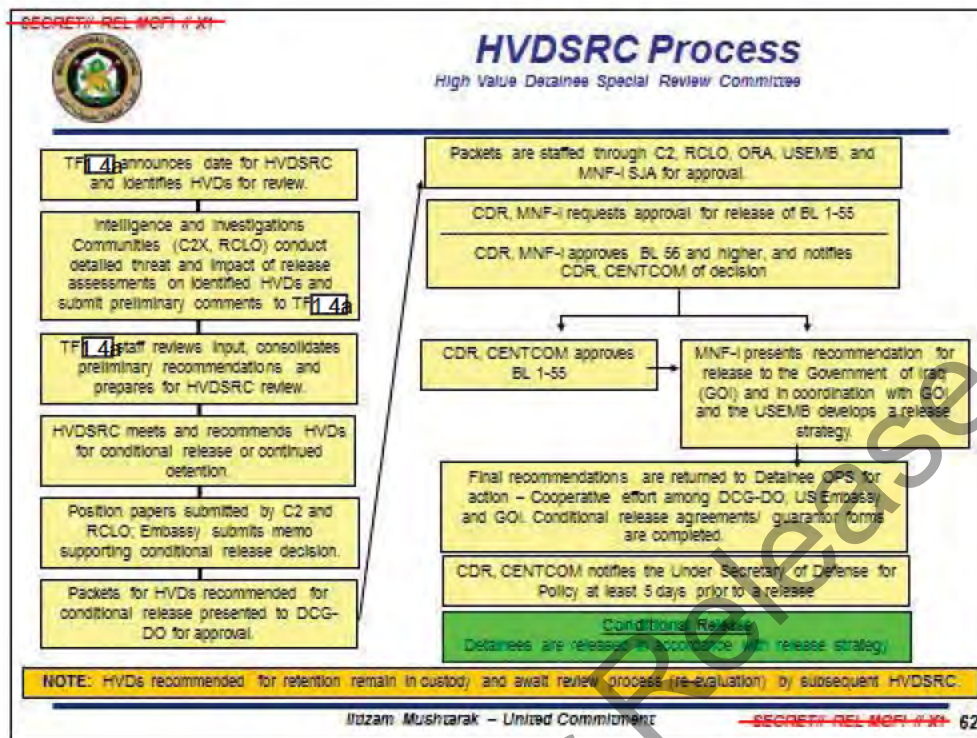 SECRET// REL MCFI // X1
HVDSRC Process
High Value Detainee Special Review Committee
TF 1.4a announces date for HVDSRC
and identifies HVDs for review.
Intelligence and Investigations
Communities (C2X, RCLO) conduct
detailed threat and impact of release
assessments on identified HVDs and
submit preliminary comments to TF 1.4a
TF 1.4a staff reviews input, consolidates
preliminary recommendations and
prepares for HVDSRC review.
HVDSRC meets and recommends HVDs
for conditional release or continued
detention.
Position papers submitted by C2 and
RCLO; Embassy submits memo
supporting conditional release decision.
Packets for HVDs recommended for
conditional release presented to DCG-
DO for approval.
Packets are staffed through C2, RCLO, ORA, USEMB, and
MNF-I SJA for approval.
CDR, MNF-I requests approval for release of BL 1-55
CDR, MNF-I approves BL 56 and higher, and notifies
CDR, CENTCOM of decision
CDR, CENTCOM approves
BL 1-55
MNF-I presents recommendation for
release to the Government of Iraq
(GOI) and in coordination with GOI
and the USEMB develops a release
strategy.
Final recommendations are returned to Detainee OPS for
action – Cooperative effort among DCG-DO, US Embassy
and GOI. Conditional release agreements/ guarantor forms
are completed.
CDR, CENTCOM notifies the Under Secretary of Defense for
Policy at least 5 days prior to a release
Conditional Release
Detainees are released in accordance with release strategy
NOTE: HVDs recommended for retention remain in custody and await review process (re-evaluation) by subsequent HVDSRC.
Ittizam Mushtarak – United Commitment
SECRET// REL MCFI // X1 62
Release